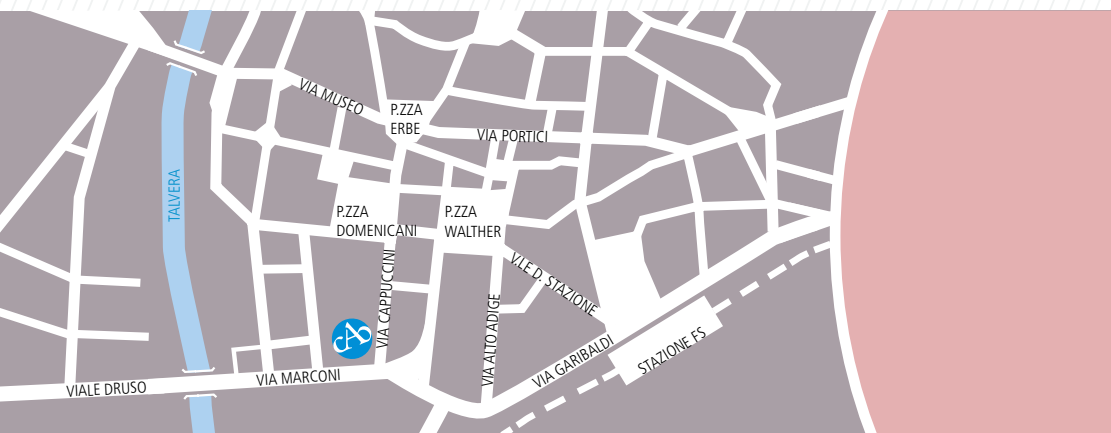 VIA MUSEO
P.ZZA
ERBE
VIA PORTICI
TALVERA
P.ZZA
DOMENICANI
P.ZZA
WALTHER
VIA CAPPUCCINI
V.LE D. STAZIONE
VIA ALTO ADIGE
CAB
VIA GARIBALDI
STAZIONE FS
VIA MARCONI
VIALE DRUSO